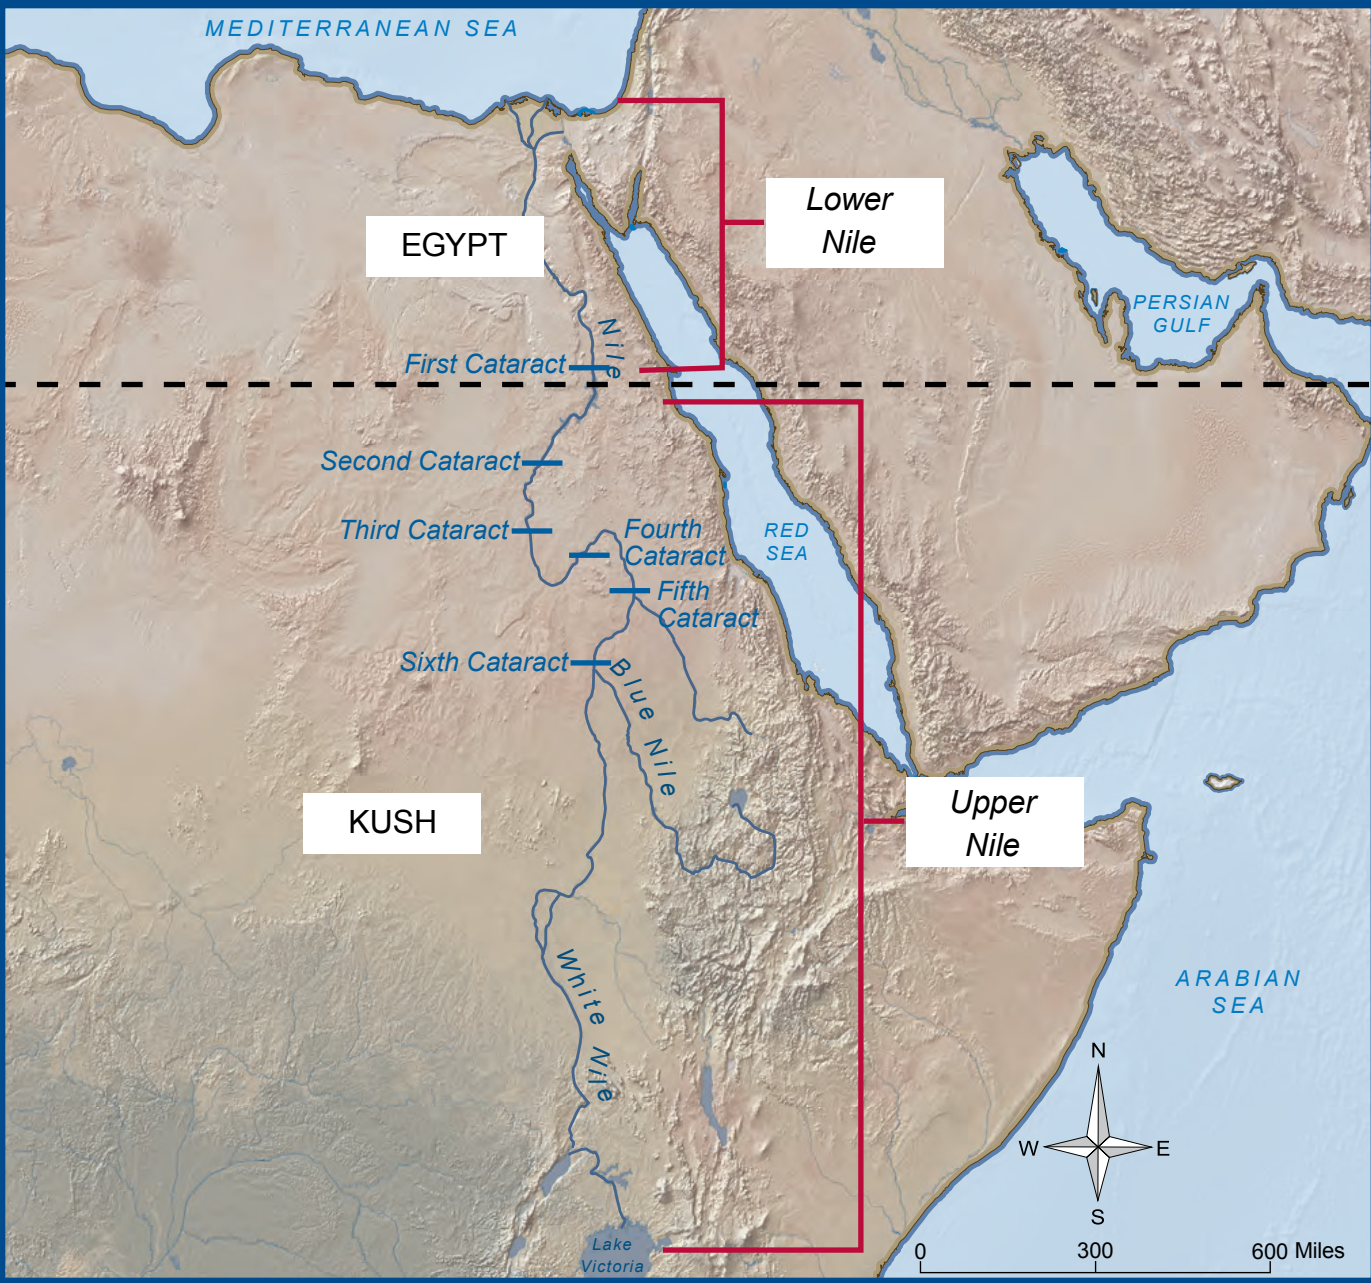 MEDITERRANEAN SEA
Lower
Nile
EGYPT
PERSIAN
GULF
Nile
First Cataract
Second Cataract
Third Cataract
Fourth
Cataract
RED
SEA
Fifth
Cataract
Sixth Cataract
Blue Nile
KUSH
Upper
Nile
White Nile
ARABIAN
SEA
N
W
E
S
Lake
Victoria
0
300
600 Miles